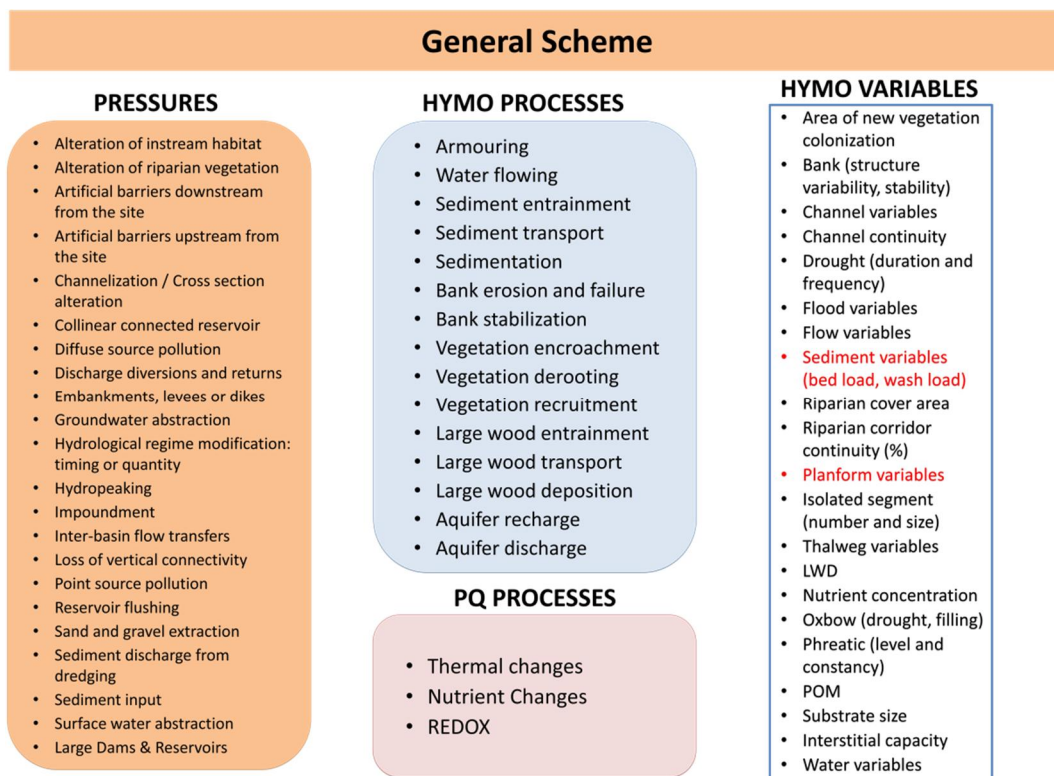 General Scheme
PRESSURES
• Alteration of instream habitat
• Alteration of riparian vegetation
• Artificial barriers downstream
from the site
• Artificial barriers upstream from
the site
• Channelization / Cross section
alteration
• Collinear connected reservoir
• Diffuse source pollution
• Discharge diversions and returns
• Embankments, levees or dikes
• Groundwater abstraction
• Hydrological regime modification:
timing or quantity
• Hydropeaking
• Impoundment
• Inter-basin flow transfers
• Loss of vertical connectivity
• Point source pollution
• Reservoir flushing
• Sand and gravel extraction
• Sediment discharge from
dredging
• Sediment input
• Surface water abstraction
• Large Dams & Reservoirs
HYMO PROCESSES
• Armouring
• Water flowing
• Sediment entrainment
• Sediment transport
• Sedimentation
• Bank erosion and failure
• Bank stabilization
• Vegetation encroachment
• Vegetation derooting
• Vegetation recruitment
• Large wood entrainment
• Large wood transport
• Large wood deposition
• Aquifer recharge
• Aquifer discharge
PQ PROCESSES
• Thermal changes
• Nutrient Changes
• REDOX
HYMO VARIABLES
• Area of new vegetation
colonization
• Bank (structure
variability, stability)
• Channel variables
• Channel continuity
• Drought (duration and
frequency)
• Flood variables
• Flow variables
• Sediment variables
(bed load, wash load)
• Riparian cover area
• Riparian corridor
continuity (%)
• Planform variables
• Isolated segment
(number and size)
• Thalweg variables
• LWD
• Nutrient concentration
• Oxbow (drought, filling)
• Phreatic (level and
constancy)
• POM
• Substrate size
• Interstitial capacity
• Water variables